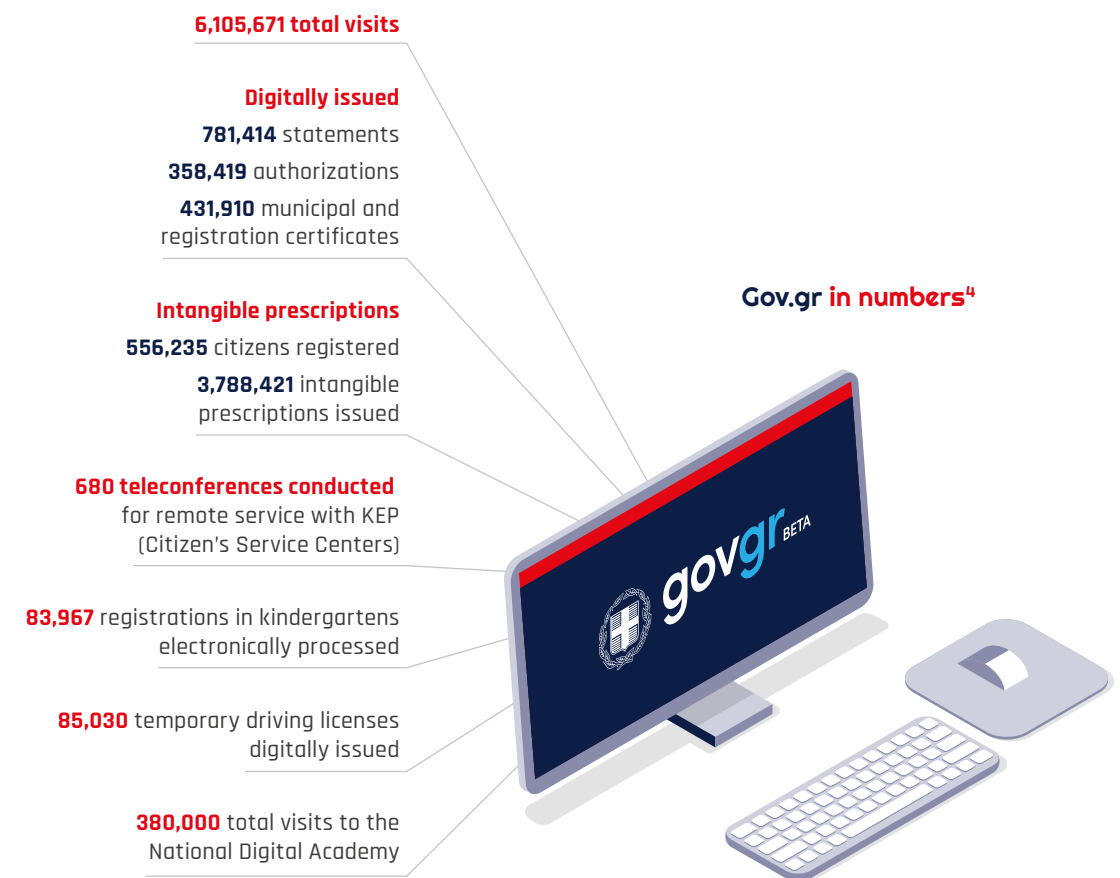 6,105,671 total visits
Digitally issued
781,414 statements
358,419 authorizations
431,910 municipal and
registration certificates
Gov.gr in numbers⁴
Intangible prescriptions
556,235 citizens registered
3,788,421 intangible
prescriptions issued
680 teleconferences conducted
for remote service with KEP
(Citizen's Service Centers)
83,967 registrations in kindergartens
electronically processed
85,030 temporary driving licenses
digitally issued
380,000 total visits to the
National Digital Academy
govgr BETA